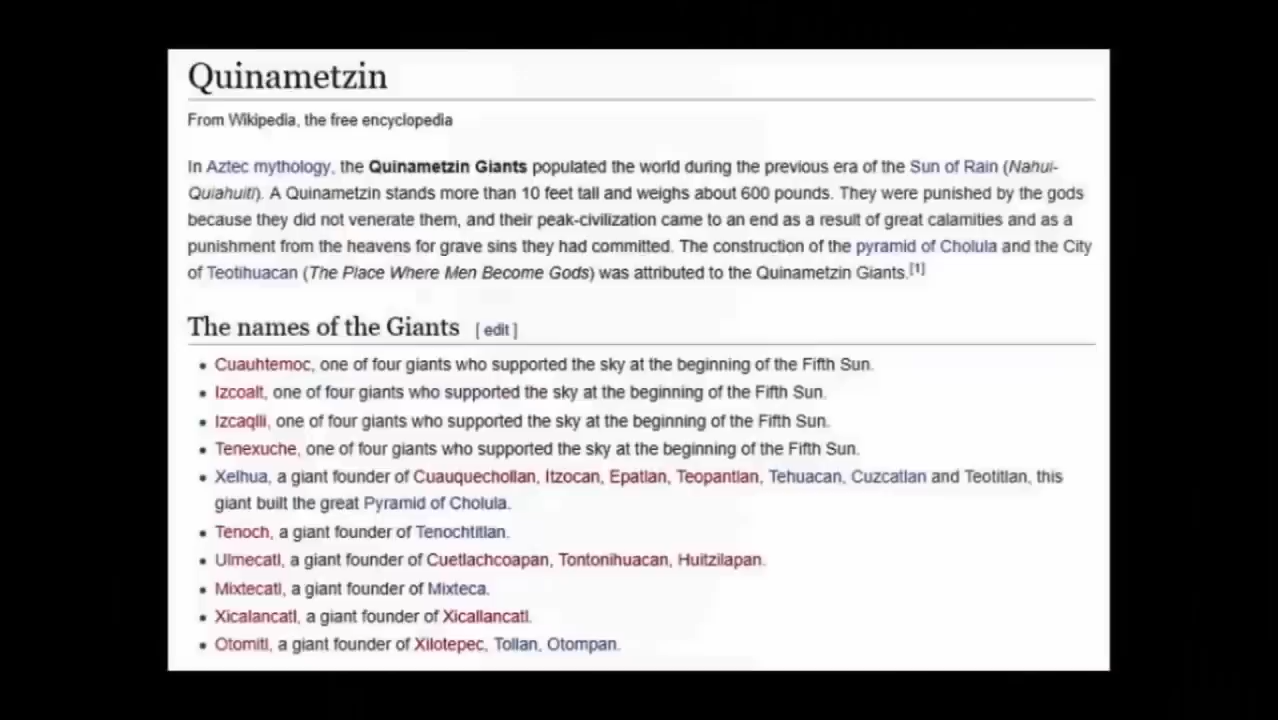 Quinametzin
From Wikipedia, the free encyclopedia
In Aztec mythology, the Quinametzin Giants populated the world during the previous era of the Sun of Rain (Nahui-
Quiahuitl). A Quinametzin stands more than 10 feet tall and weighs about 600 pounds. They were punished by the gods
because they did not venerate them, and their peak-civilization came to an end as a result of great calamities and as a
punishment from the heavens for grave sins they had committed. The construction of the pyramid of Cholula and the City
of Teotihuacan (The Place Where Men Become Gods) was attributed to the Quinametzin Giants.[1]
The names of the Giants [ edit ]
• Cuauhtemoc, one of four giants who supported the sky at the beginning of the Fifth Sun.
• Izcoalt, one of four giants who supported the sky at the beginning of the Fifth Sun.
• Izcaqlli, one of four giants who supported the sky at the beginning of the Fifth Sun.
• Tenexuche, one of four giants who supported the sky at the beginning of the Fifth Sun.
• Xelhua, a giant founder of Cuauquechollan, Itzocan, Epatlan, Teopantlan, Tehuacan, Cuzcatlan and Teotitlan, this
giant built the great Pyramid of Cholula.
• Tenoch, a giant founder of Tenochtitlan.
• Ulmecatl, a giant founder of Cuetlachcoapan, Tontonihuacan, Huitzilapan.
• Mixtecatl, a giant founder of Mixteca.
• Xicalancatl, a giant founder of Xicallancatl.
• Otomitl, a giant founder of Xilotepec, Tollan, Otompan.